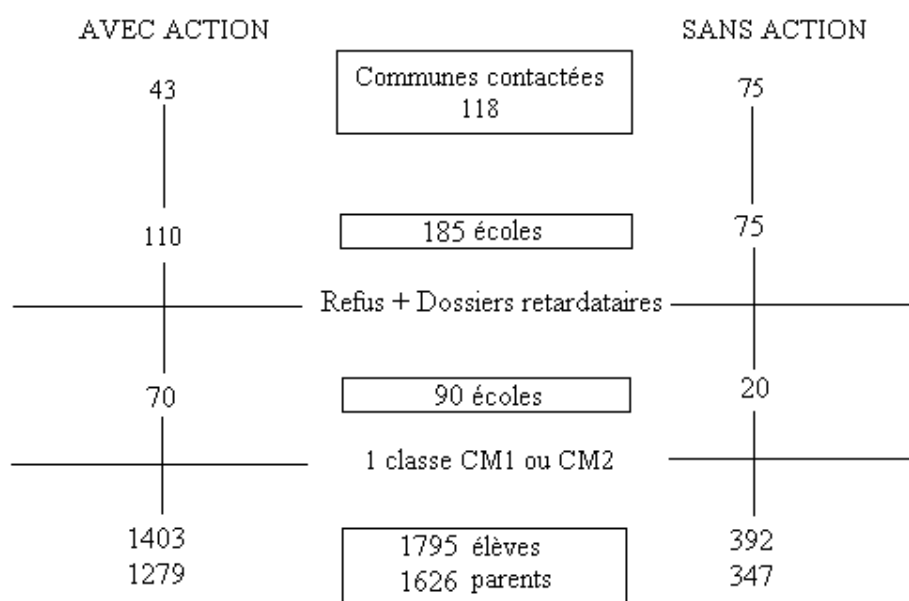 AVEC ACTION
SANS ACTION
43
Communes contactées
118
75
110
185 écoles
75
Refus + Dossiers retardataires
70
90 écoles
20
1 classe CM1 ou CM2
1403
1279
1795 élèves
1626 parents
392
347